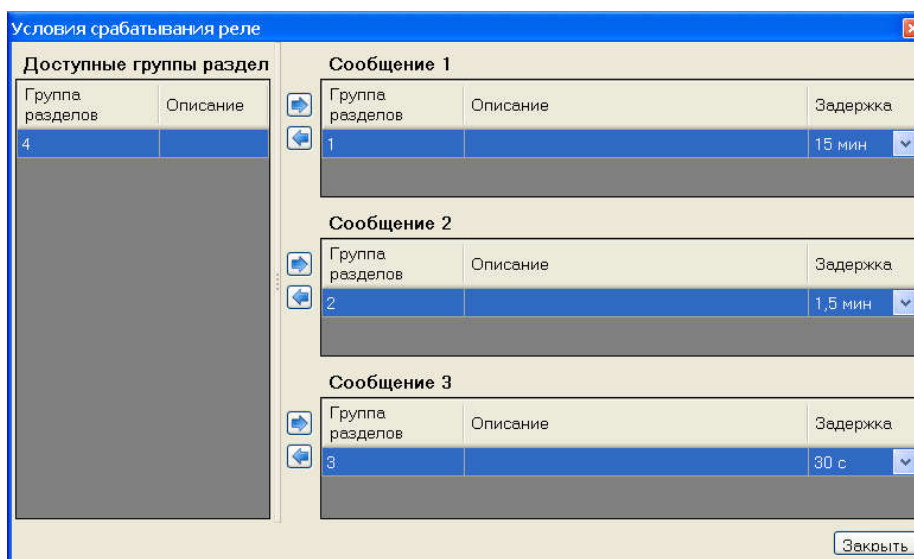 Условия срабатывания реле
Доступные группы раздел
Группа разделов
Описание
4
Сообщение 1
Группа разделов
Описание
Задержка
1
15 мин
Сообщение 2
Группа разделов
Описание
Задержка
2
1,5 мин
Сообщение 3
Группа разделов
Описание
Задержка
3
30 с
Закрыть